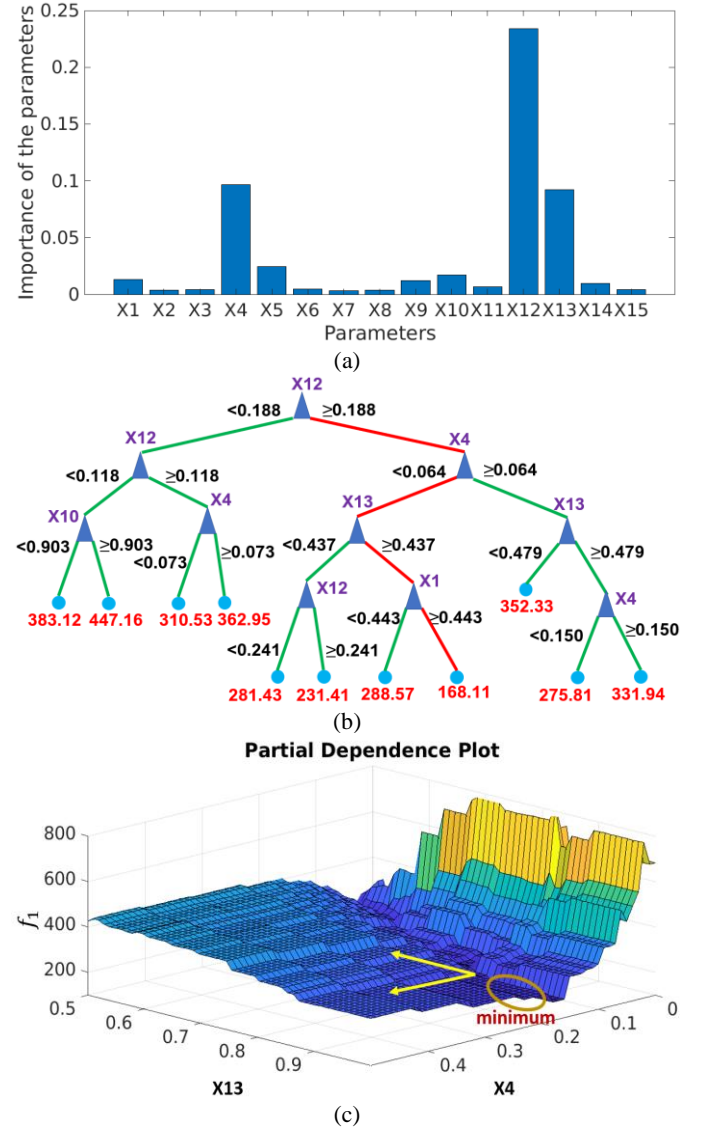 0.25
0.2
0.15
0.1
0.05
0
Importance of the parameters
X1 X2 X3 X4 X5 X6 X7 X8 X9 X10 X11 X12 X13 X14 X15
Parameters
(a)
X12
<0.188 ≥0.188
X12 X4
<0.118 ≥0.118 <0.064 ≥0.064
X10 X4 X13 X13
<0.903 ≥0.903 <0.073 ≥0.073 <0.437 ≥0.437 <0.479 ≥0.479
X12 X1 352.33 X4
383.12 447.16 310.53 362.95
<0.241 ≥0.241 <0.443 ≥0.443 <0.150 ≥0.150
281.43 231.41 288.57 168.11 275.81 331.94
(b)
Partial Dependence Plot
800
600
400
200
f1
0.5 0.6 0.7 0.8 0.9
X13
0.4 0.3 0.2 0.1 0
X4
minimum
(c)